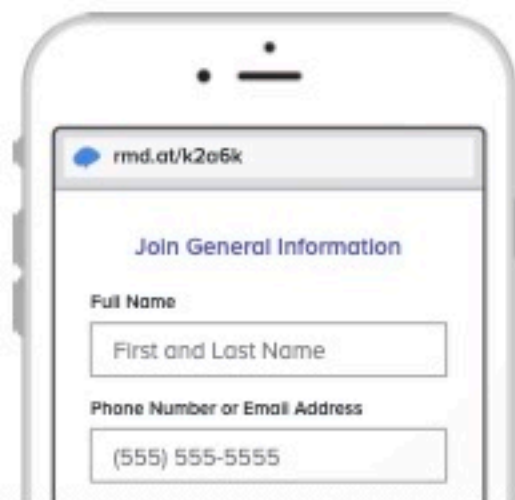 rmd.at/k2a6k
Join General Information
Full Name
First and Last Name
Phone Number or Email Address
(555) 555-5555